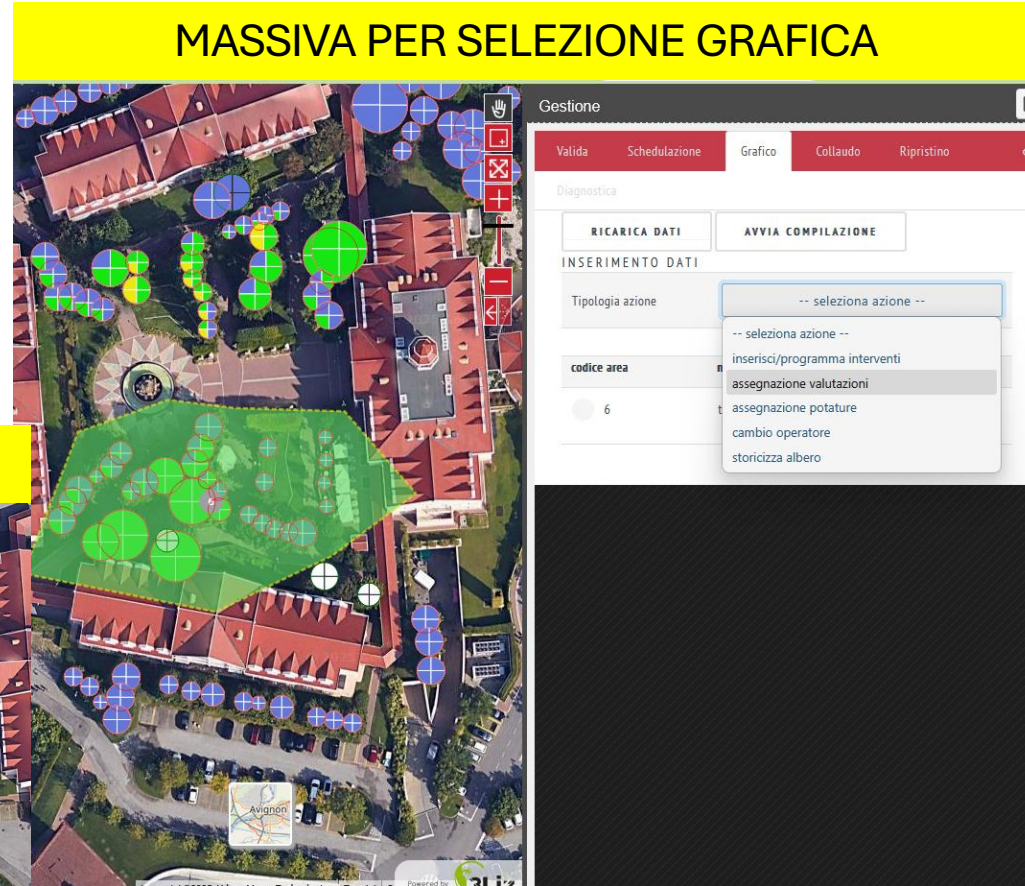 MASSIVA PER SELEZIONE GRAFICA
Gestione
Valida Schedulazione Grafico Collaudo Ripristino
Diagnostica
RICARICA DATI AVVIA COMPILAZIONE
INSERIMENTO DATI
Tipologia azione -- seleziona azione --
-- seleziona azione --
inserisci/programma interventi
codice area
assegnazione valutazioni
6
assegnazione potature
cambio operatore
storicizza albero
Avignon
Powered by 3Liz